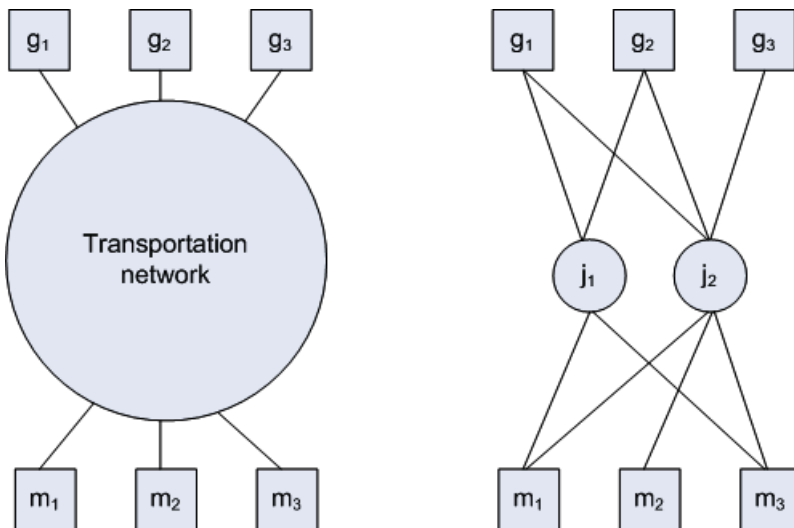 g₁ g₂ g₃ g₁ g₂ g₃
Transportation
network
j₁ j₂
m₁ m₂ m₃ m₁ m₂ m₃